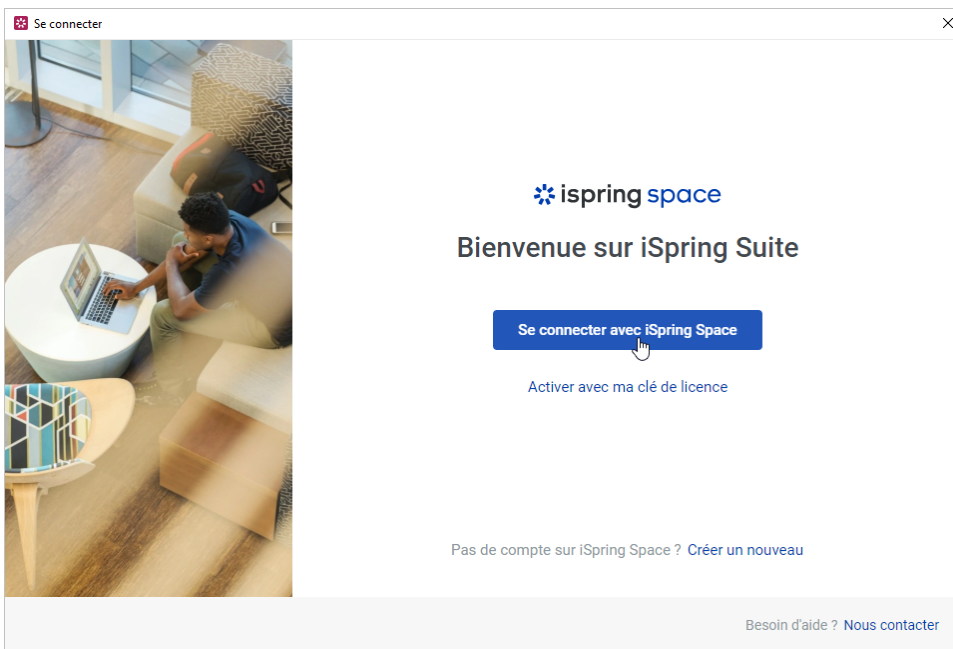 Se connecter
ispring space
Bienvenue sur iSpring Suite
Se connecter avec iSpring Space
Activer avec ma clé de licence
Pas de compte sur iSpring Space ? Créer un nouveau
Besoin d'aide ? Nous contacter